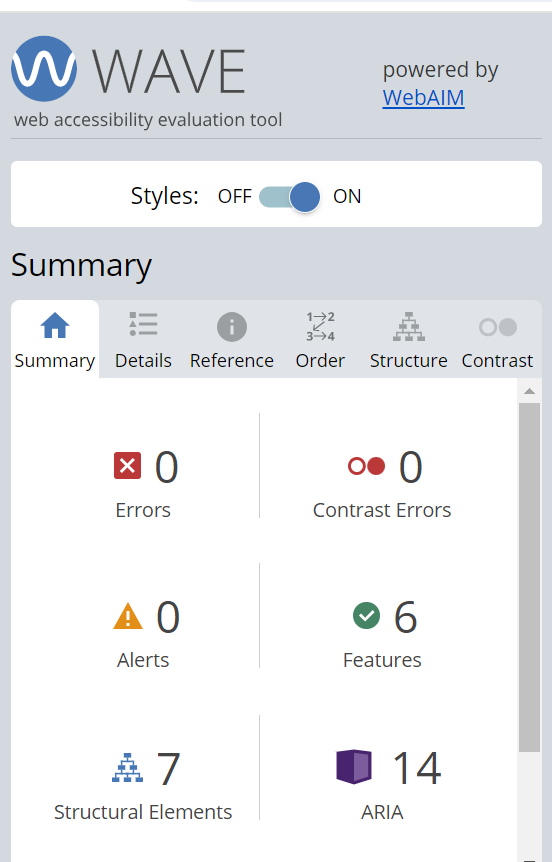 WAVE
web accessibility evaluation tool
powered by
WebAIM
Styles: OFF ON
Summary
Summary Details Reference 1→2 3→4 Order Structure Contrast
0
Errors
0
Contrast Errors
0
Alerts
6
Features
7
Structural Elements
14
ARIA